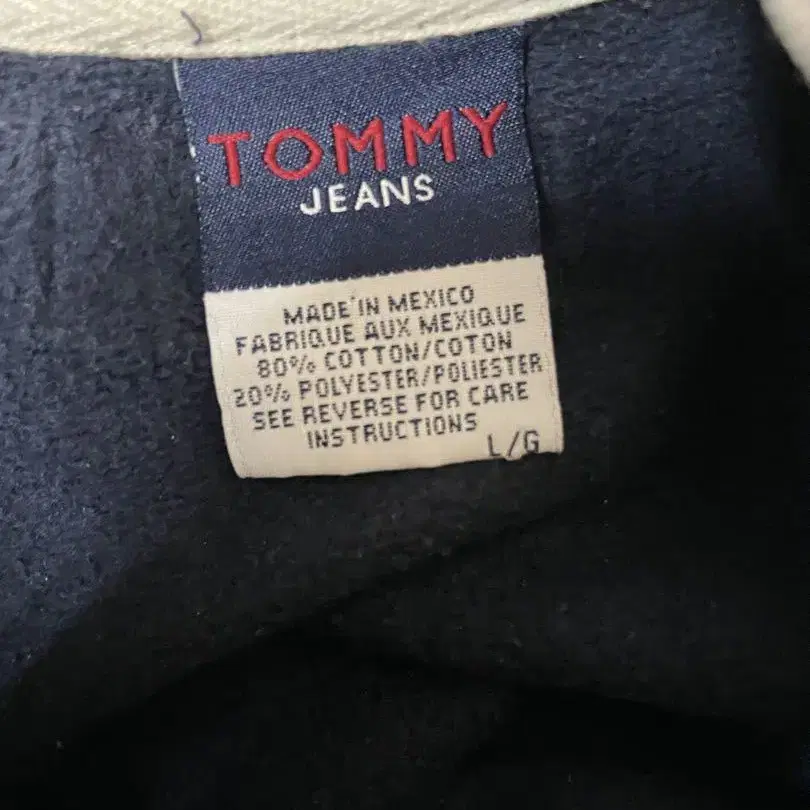 TOMMY
JEANS
MADE IN MEXICO
FABRIQUE AUX MEXIQUE
80% COTTON/COTON
20% POLYESTER/POLIESTER
SEE REVERSE FOR CARE
INSTRUCTIONS
L/G